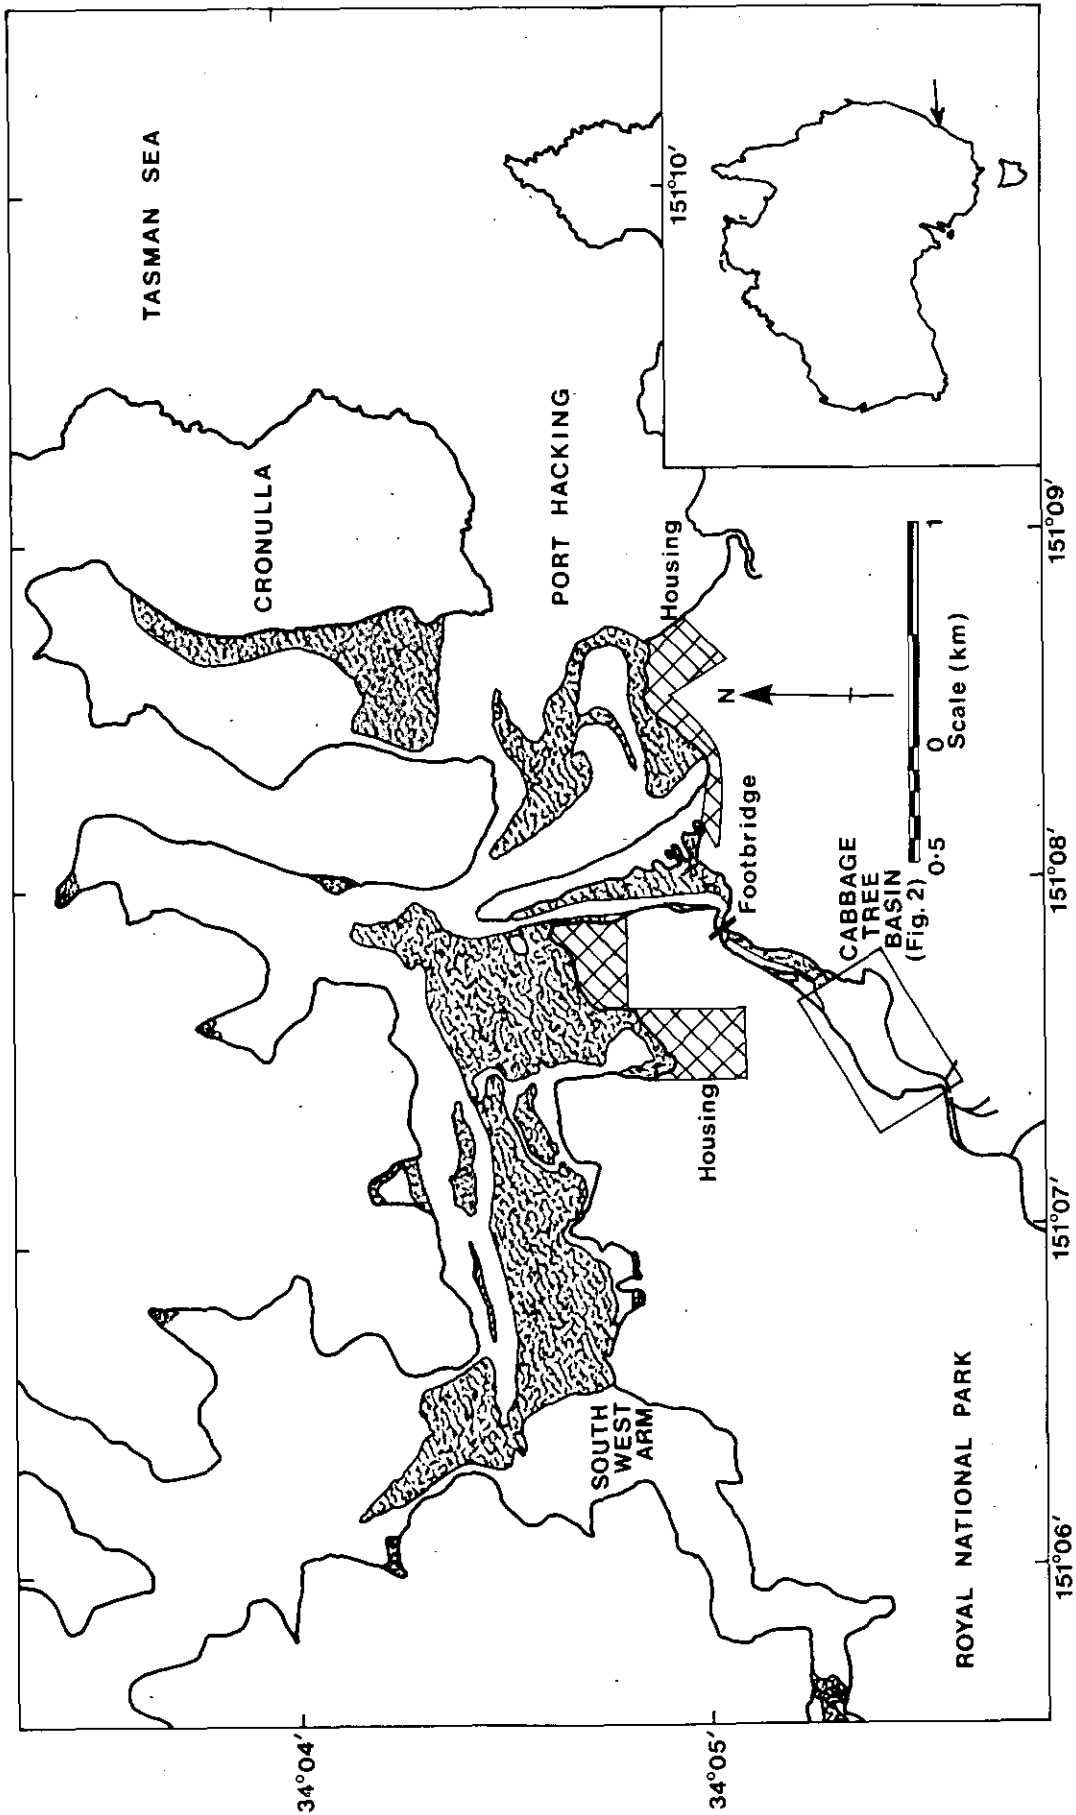 TASMAN SEA
CRONULLA
PORT HACKING
151°10′
Housing
N
Footbridge
0·5
0
1
Scale (km)
CABBAGE
TREE
BASIN
(Fig. 2)
Housing
SOUTH
WEST
ARM
ROYAL NATIONAL PARK
34°04′
34°05′
151°06′
151°07′
151°08′
151°09′